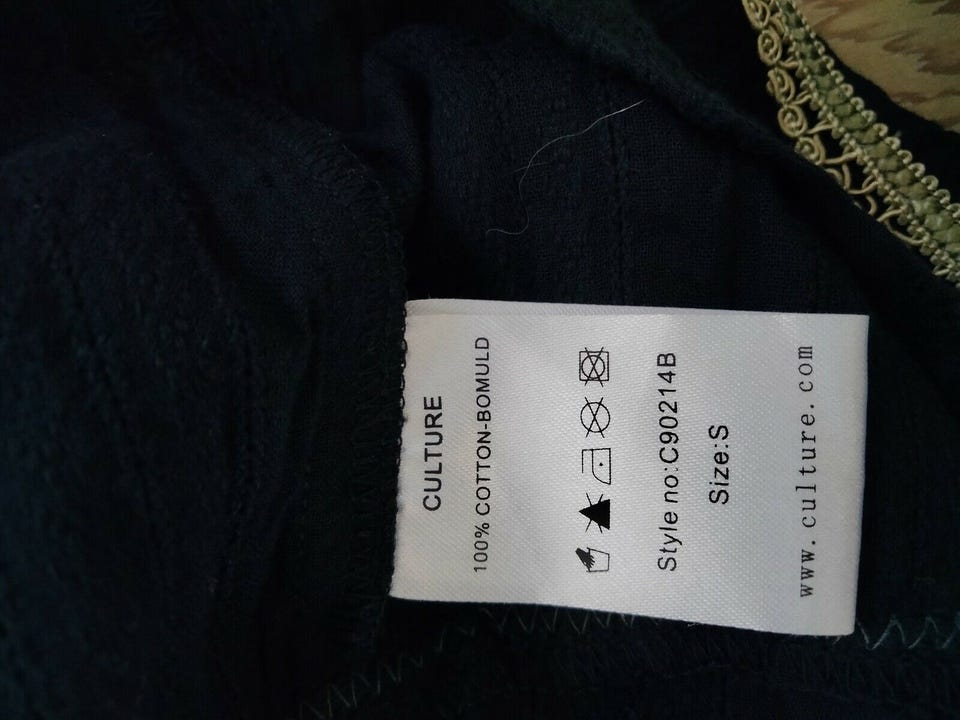 CULTURE
100% COTTON-BOMULD
Style no:C90214B
Size:S
www.culture.com